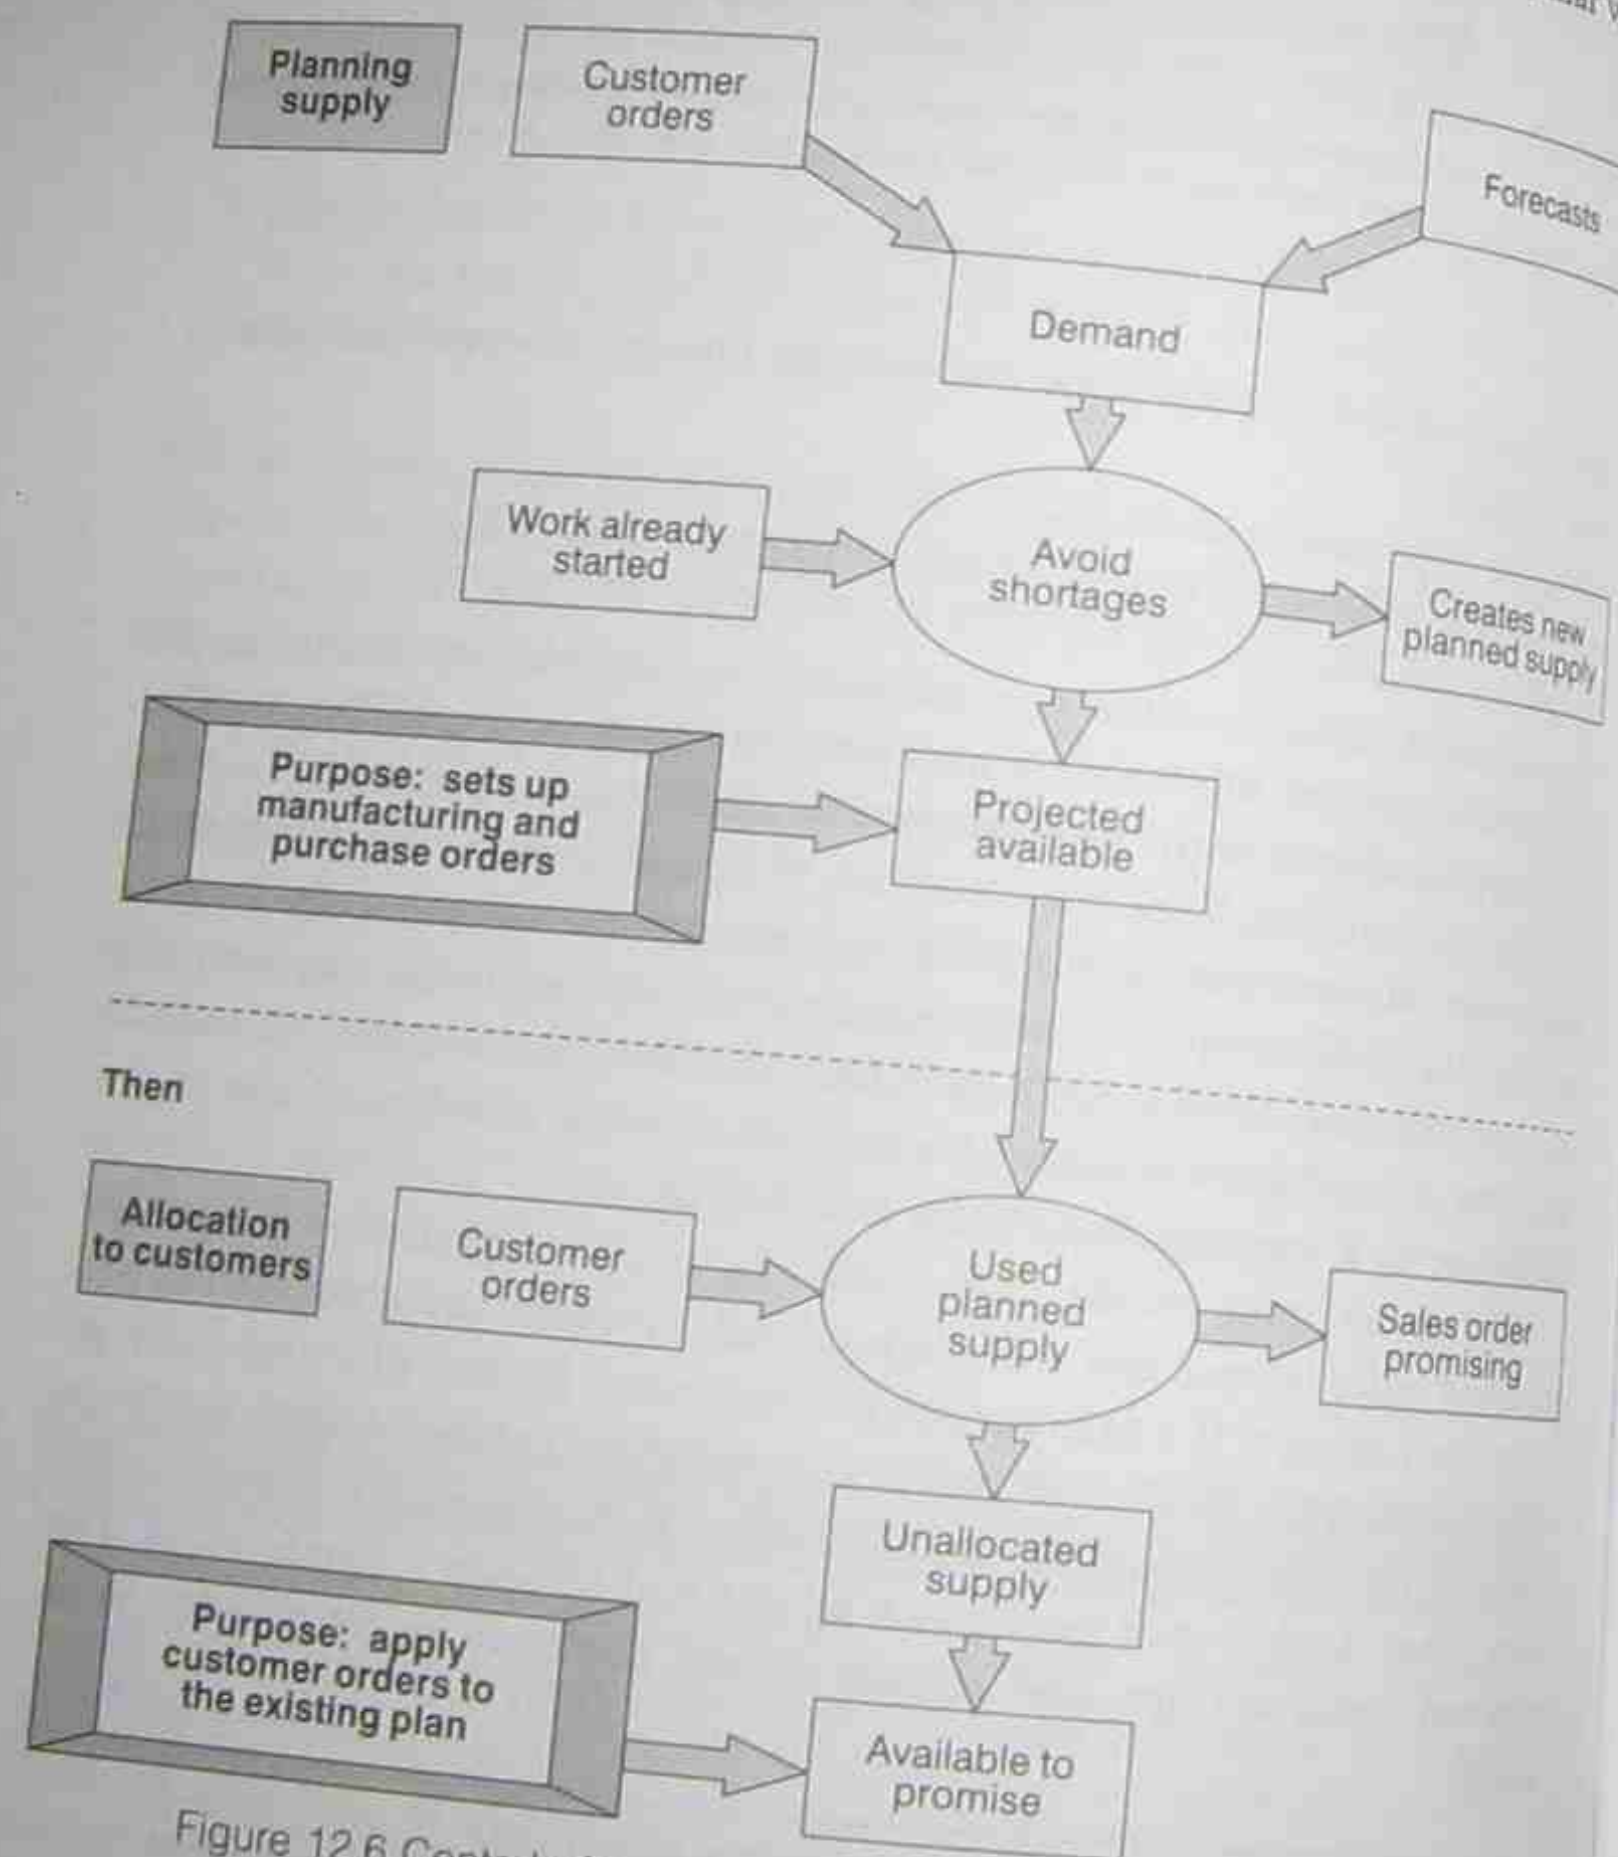 Planning
supply
Customer
orders
Forecasts
Demand
Work already
started
Avoid
shortages
Creates new
planned supply
Purpose: sets up
manufacturing and
purchase orders
Projected
available
Then
Allocation
to customers
Customer
orders
Used
planned
supply
Sales order
promising
Unallocated
supply
Purpose: apply
customer orders to
the existing plan
Available to
promise
Figure 12.6